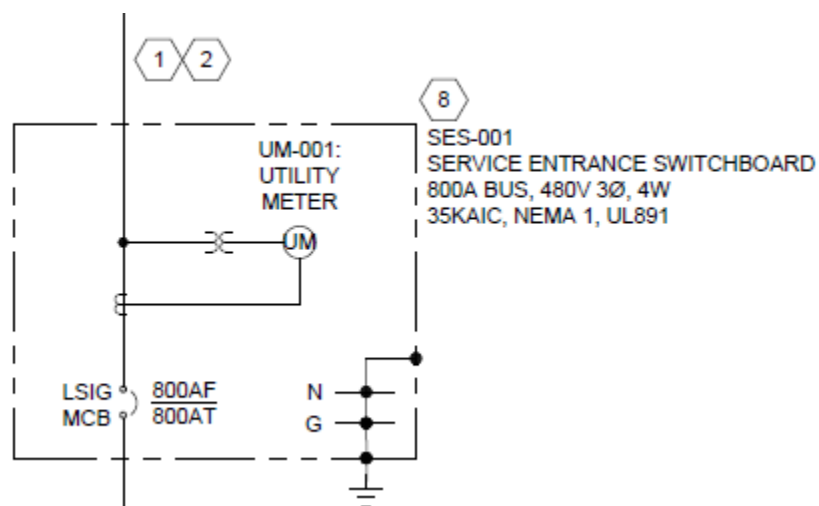 1
2
8
SES-001
SERVICE ENTRANCE SWITCHBOARD
800A BUS, 480V 3Ø, 4W
35KAIC, NEMA 1, UL891
UM-001:
UTILITY
METER
UM
LSIG
MCB
800AF
800AT
N
G